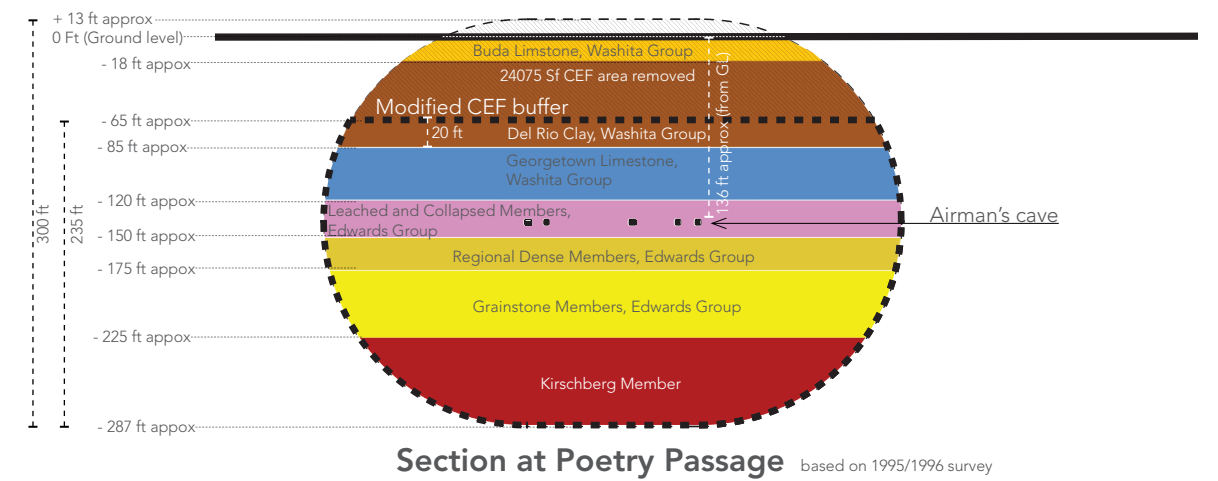 + 13 ft approx
0 Ft (Ground level)
- 18 ft appox
- 65 ft appox
- 85 ft appox
- 120 ft appox
- 150 ft appox
- 175 ft appox
- 225 ft appox
- 287 ft appox
300 ft
235 ft
Buda Limstone, Washita Group
24075 Sf CEF area removed
Modified CEF buffer
20 ft
Del Rio Clay, Washita Group
136 ft approx (from GL)
Georgetown Limestone,
Washita Group
Leached and Collapsed Members,
Edwards Group
Airman's cave
Regional Dense Members, Edwards Group
Grainstone Members, Edwards Group
Kirschberg Member
Section at Poetry Passage based on 1995/1996 survey